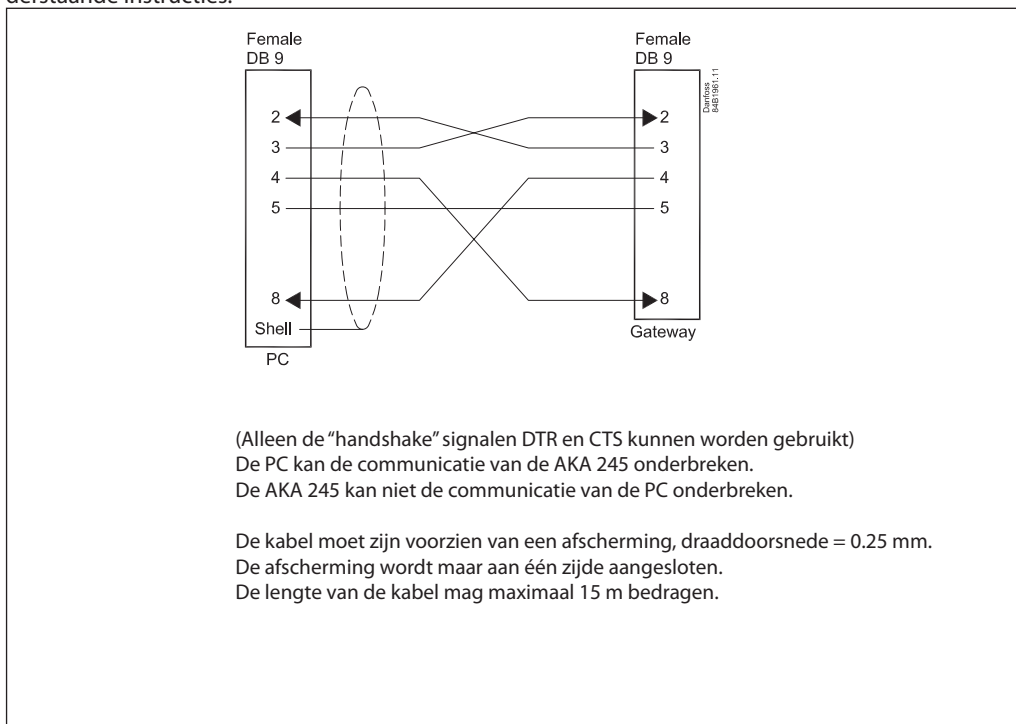 derstaande instructies.
Female
DB 9
Female
DB 9
Danfoss
84B1961.11
2
2
3
3
4
4
5
5
8
8
Shell
Gateway
PC
(Alleen de “handshake” signalen DTR en CTS kunnen worden gebruikt)
De PC kan de communicatie van de AKA 245 onderbreken.
De AKA 245 kan niet de communicatie van de PC onderbreken.
De kabel moet zijn voorzien van een afscherming, draaddoorsnede = 0.25 mm.
De afscherming wordt maar aan één zijde aangesloten.
De lengte van de kabel mag maximaal 15 m bedragen.